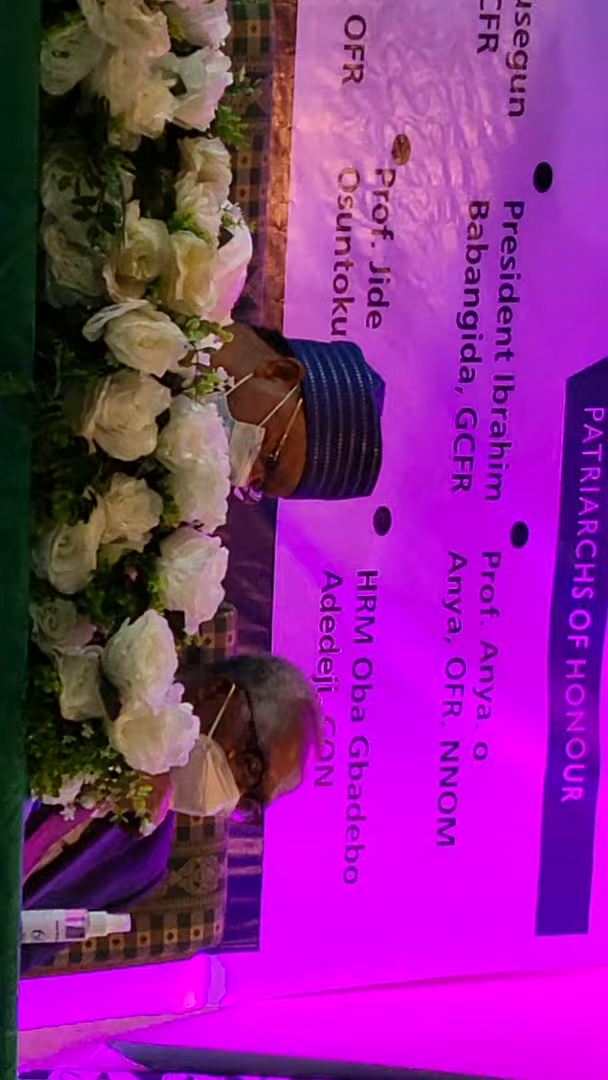 PATRIARCHS OF HONOUR
usegun
CFR
President Ibrahim
Babangida, GCFR
Prof. Anya. o
Anya, OFR. NNOM
OFR
Prof. Jide
Osuntoku
HRM Oba Gbadebo
Adedeji, CON